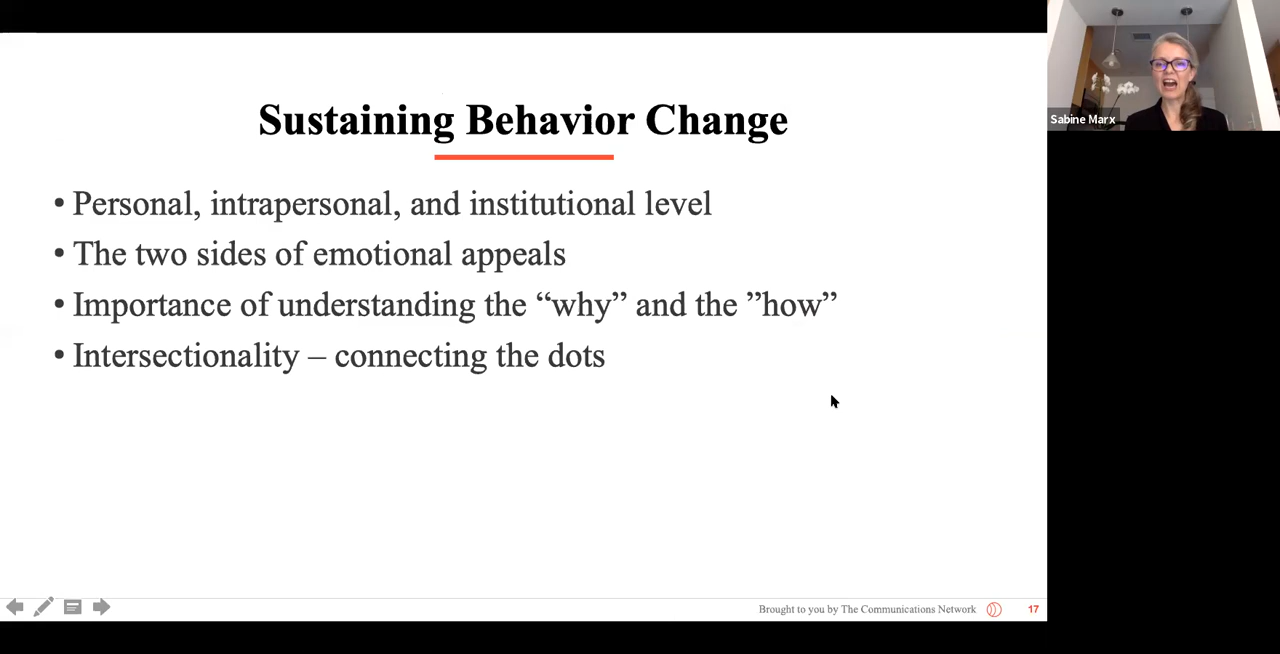 Sustaining Behavior Change
• Personal, intrapersonal, and institutional level
• The two sides of emotional appeals
• Importance of understanding the “why” and the ”how”
• Intersectionality – connecting the dots
Sabine Marx
Brought to you by The Communications Network
17